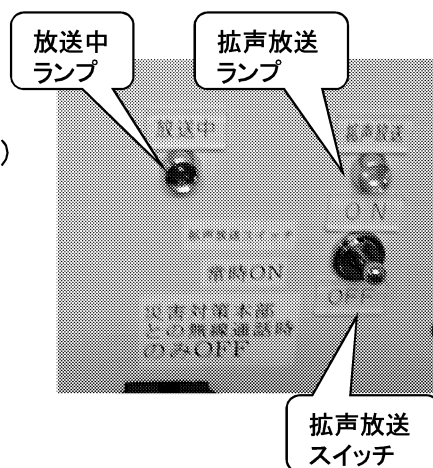 放送中
ランプ
拡声放送
ランプ
)
放送中
拡声放送
ON
拡声放送スイッチ
常時ON
OFF
災害対策本部
との無線通話時
のみOFF
拡声放送
スイッチ